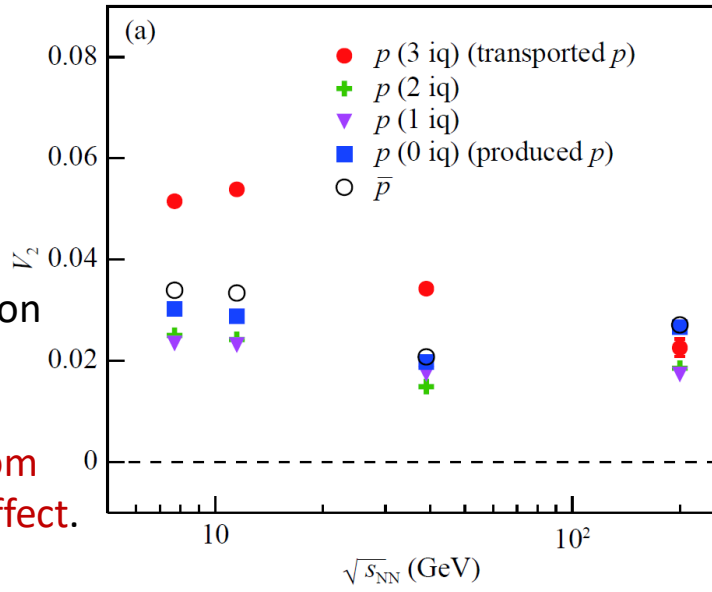 (a)
0.08
0.06
0.04
0.02
0
V₂
p (3 iq) (transported p)
p (2 iq)
p (1 iq)
p (0 iq) (produced p)
p̅
on
om
ffect.
10
10²
√sNN (GeV)